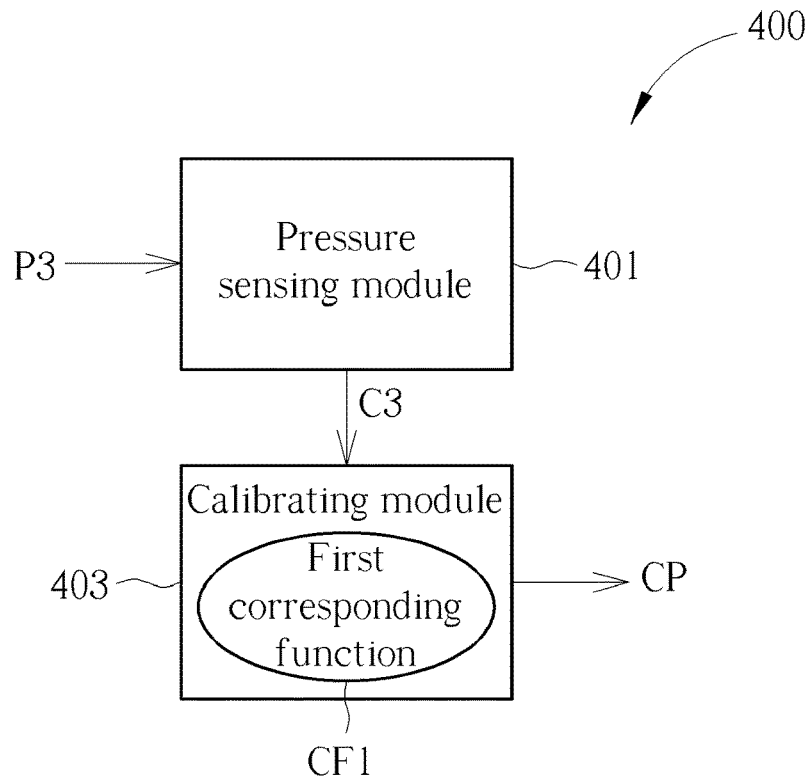 400
Pressure
sensing module
P3
401
C3
Calibrating module
First
corresponding
function
403
CP
CF1